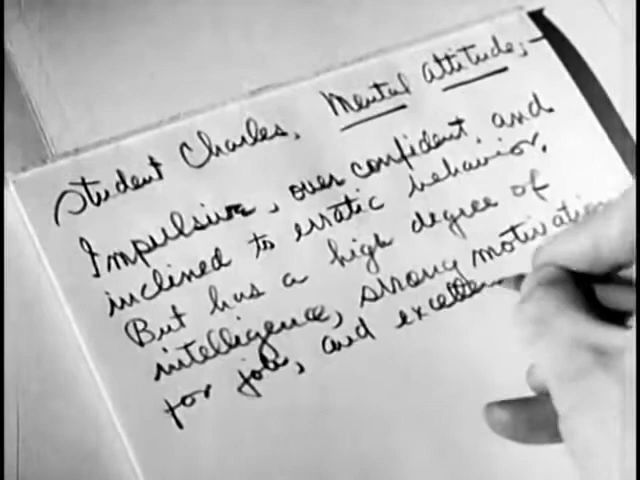 Student Charles. Mental Attitude;-
Impulsive, over confident, and
inclined to erratic behavior.
But has a high degree of
intelligence, strong motivation
for job, and excellen